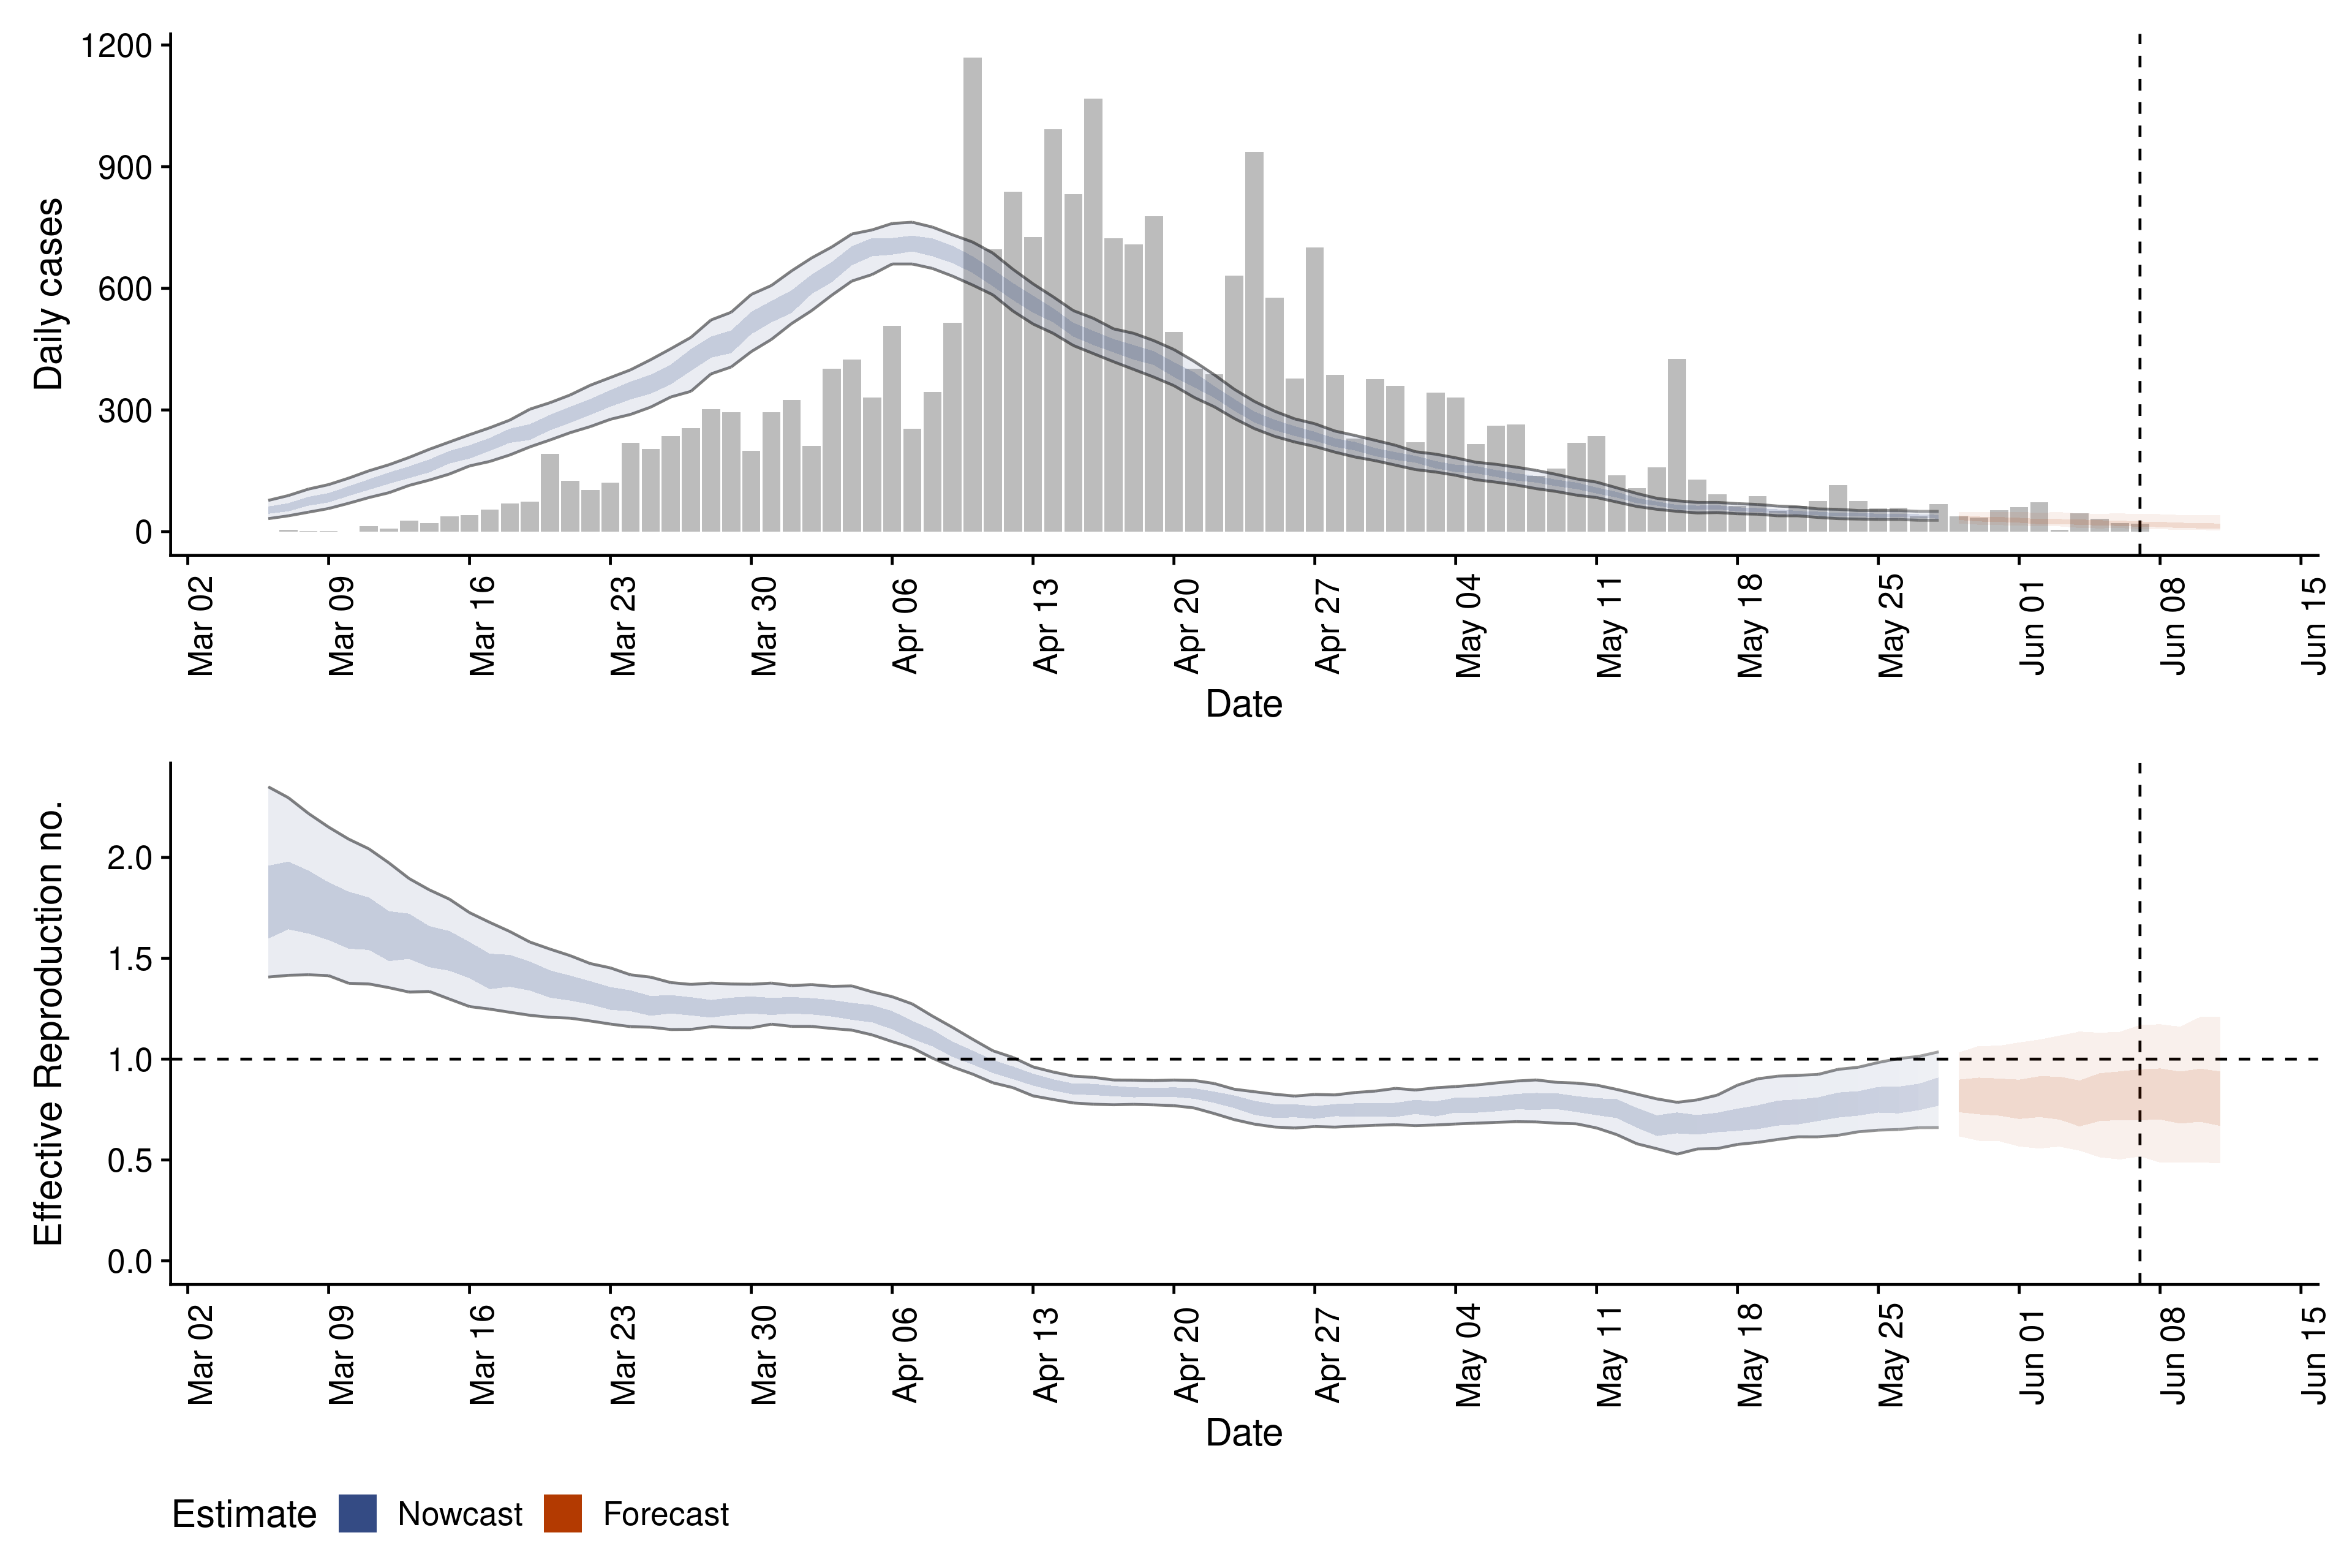 Daily cases
1200
900
600
300
0
Mar 02 Mar 09 Mar 16 Mar 23 Mar 30 Apr 06 Apr 13 Apr 20 Apr 27 May 04 May 11 May 18 May 25 Jun 01 Jun 08 Jun 15
Date
Effective Reproduction no.
2.0
1.5
1.0
0.5
0.0
Mar 02 Mar 09 Mar 16 Mar 23 Mar 30 Apr 06 Apr 13 Apr 20 Apr 27 May 04 May 11 May 18 May 25 Jun 01 Jun 08 Jun 15
Date
Estimate Nowcast Forecast